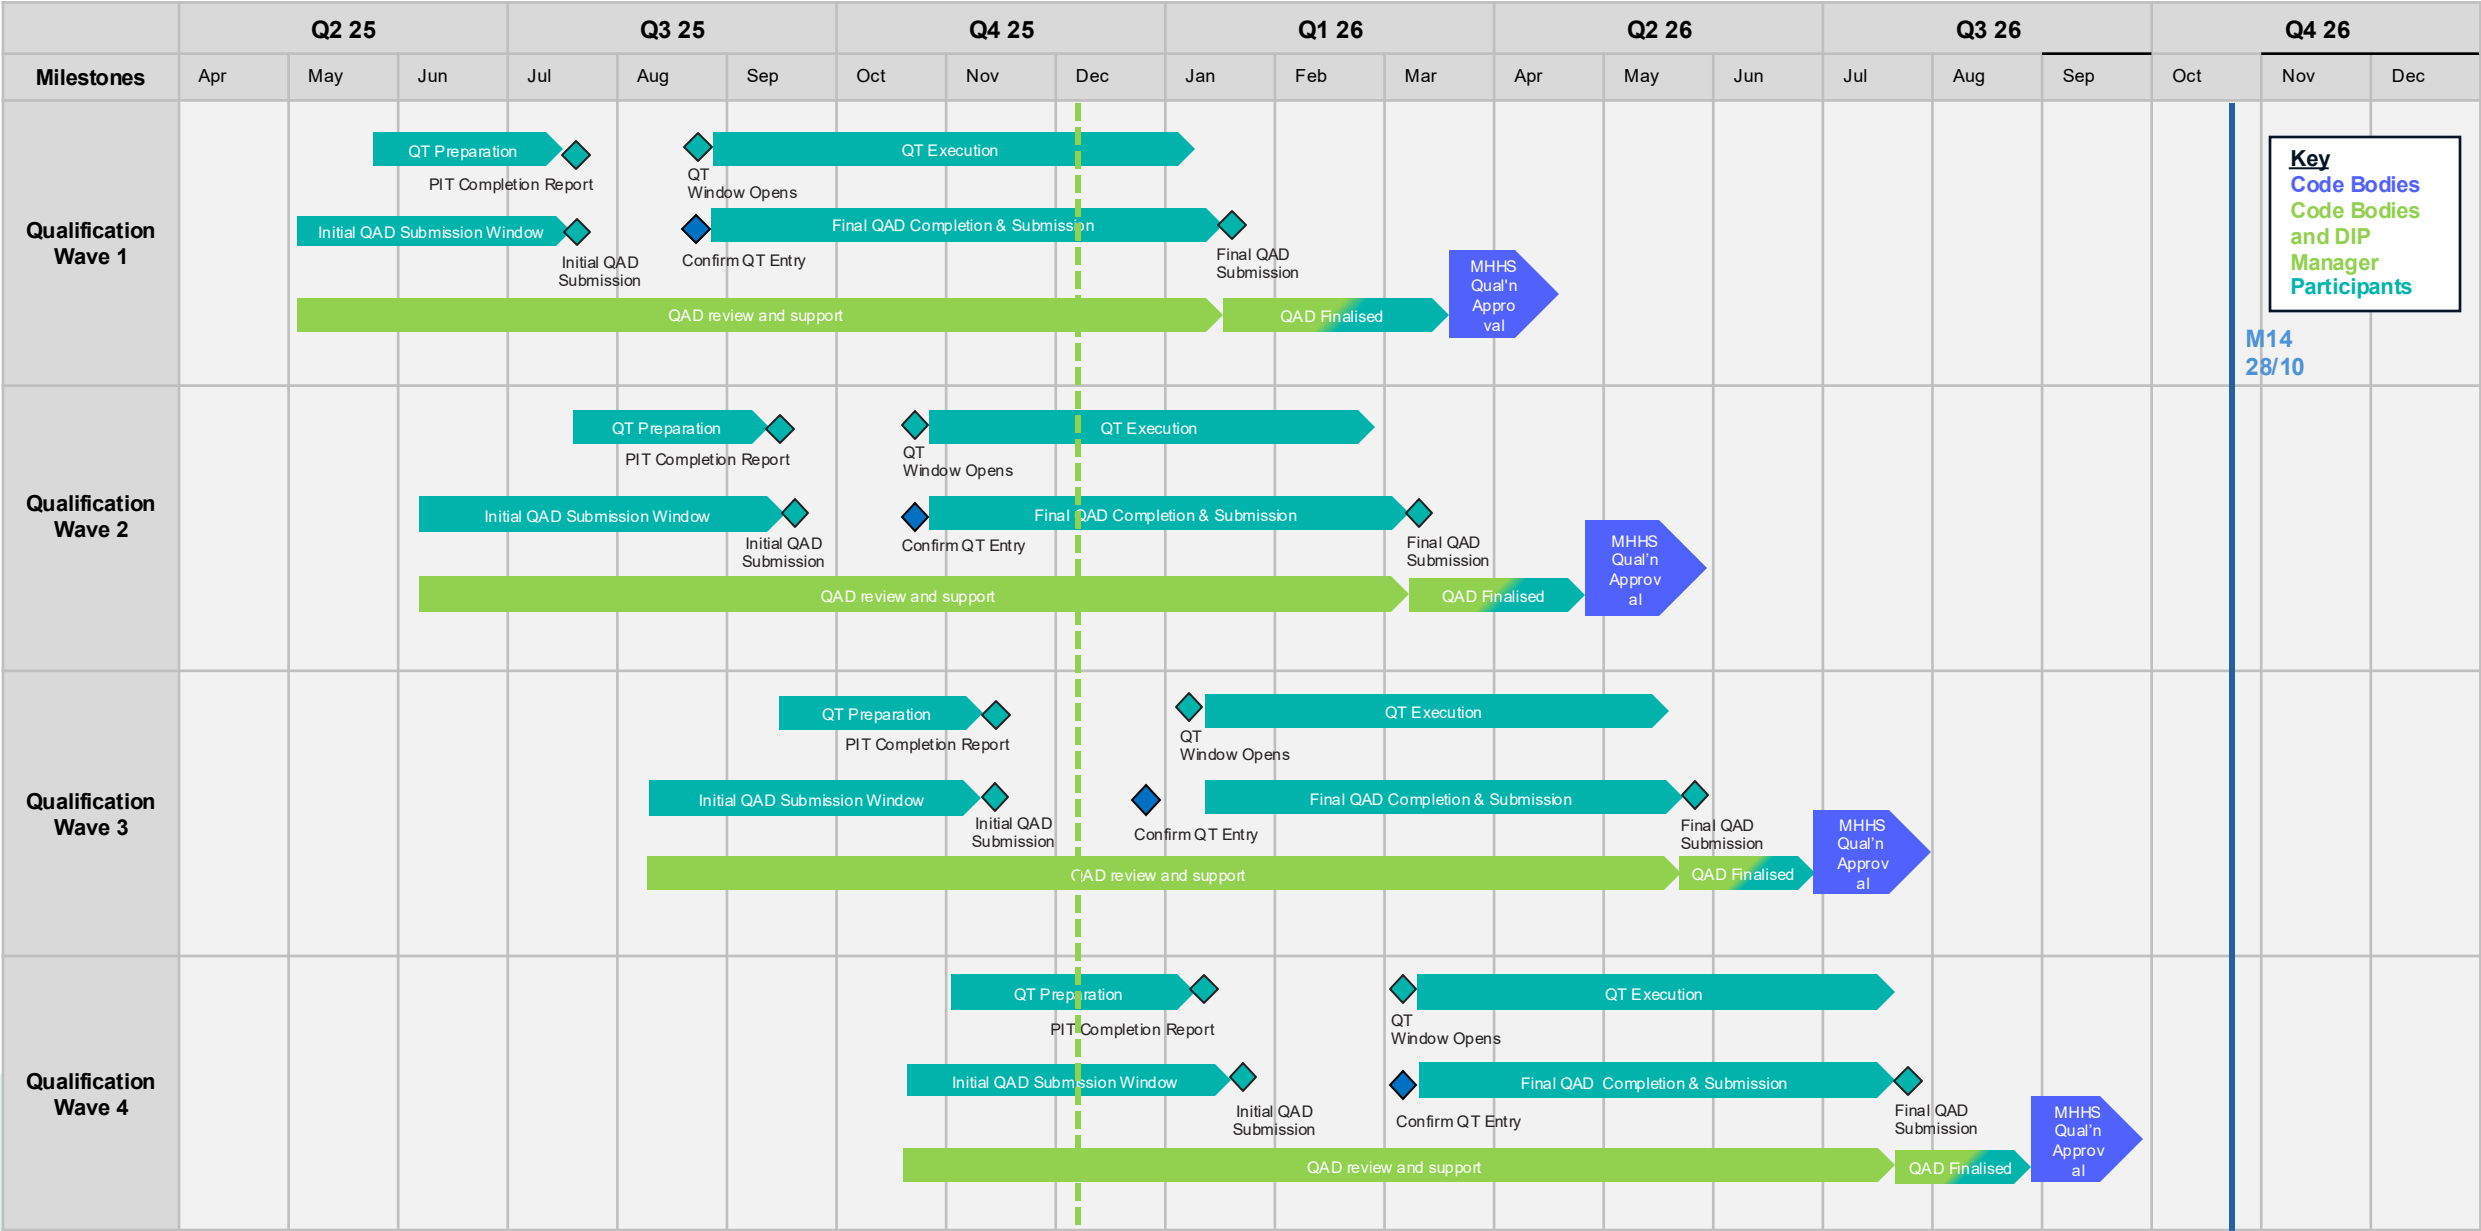 Q2 25 Q3 25 Q4 25 Q1 26 Q2 26 Q3 26 Q4 26
Milestones Apr May Jun Jul Aug Sep Oct Nov Dec Jan Feb Mar Apr May Jun Jul Aug Sep Oct Nov Dec
Key
Code Bodies
Code Bodies
and DIP
Manager
Participants
M14
28/10
Qualification
Wave 1
QT Preparation
PIT Completion Report
QT
Window Opens
QT Execution
Initial QAD Submission Window
Initial QAD
Submission
Confirm QT Entry
Final QAD Completion & Submission
Final QAD
Submission
QAD review and support
QAD Finalised
MHHS
Qual'n
Appro
val
Qualification
Wave 2
QT Preparation
PIT Completion Report
QT
Window Opens
QT Execution
Initial QAD Submission Window
Initial QAD
Submission
Confirm QT Entry
Final QAD Completion & Submission
Final QAD
Submission
QAD review and support
QAD Finalised
MHHS
Qual’n
Approv
al
Qualification
Wave 3
QT Preparation
PIT Completion Report
QT
Window Opens
QT Execution
Initial QAD Submission Window
Initial QAD
Submission
Confirm QT Entry
Final QAD Completion & Submission
Final QAD
Submission
QAD review and support
QAD Finalised
MHHS
Qual’n
Approv
al
Qualification
Wave 4
QT Preparation
PIT Completion Report
QT
Window Opens
QT Execution
Initial QAD Submission Window
Initial QAD
Submission
Confirm QT Entry
Final QAD Completion & Submission
Final QAD
Submission
QAD review and support
QAD Finalised
MHHS
Qual’n
Approv
al